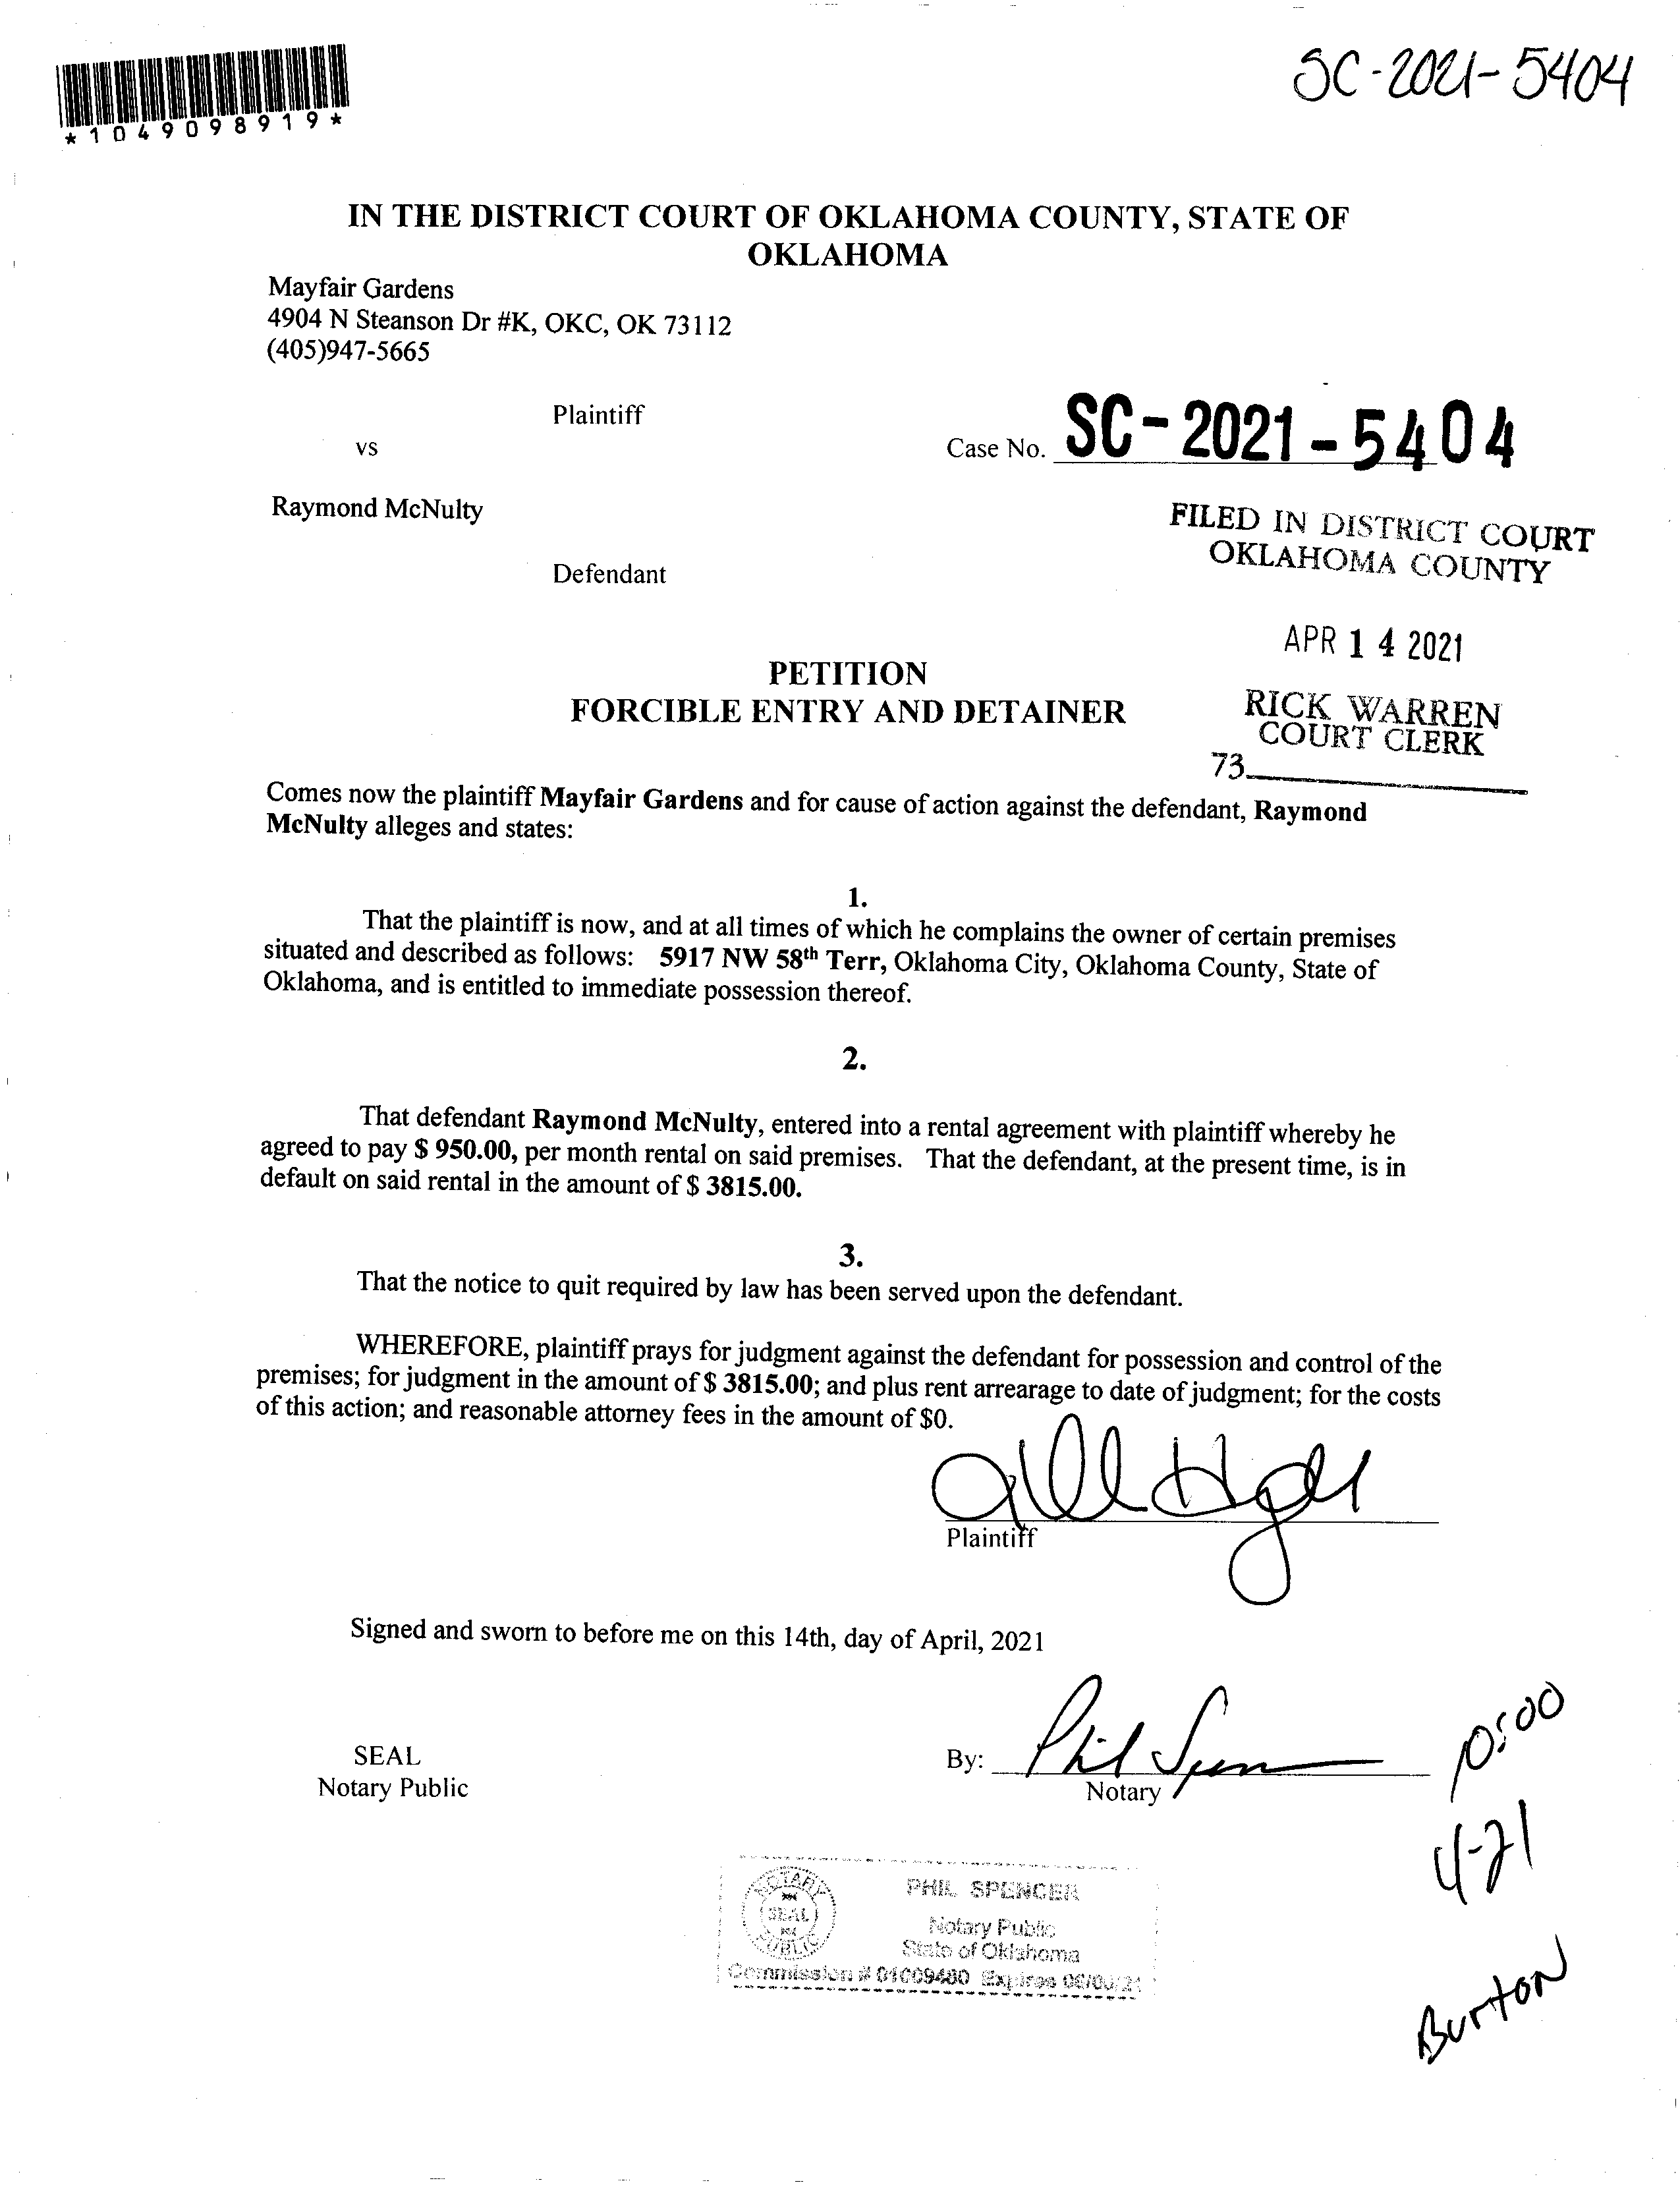 SC-2021-5404
*1049098919*
IN THE DISTRICT COURT OF OKLAHOMA COUNTY, STATE OF
OKLAHOMA
Mayfair Gardens
4904 N Steanson Dr #K, OKC, OK 73112
(405)947-5665
Plaintiff
vs
Case No. SC-2021-5404
Raymond McNulty
FILED IN DISTRICT COURT
OKLAHOMA COUNTY
Defendant
APR 14 2021
PETITION
FORCIBLE ENTRY AND DETAINER
RICK WARREN
COURT CLERK
73
Comes now the plaintiff Mayfair Gardens and for cause of action against the defendant, Raymond
McNulty alleges and states:
1.
That the plaintiff is now, and at all times of which he complains the owner of certain premises
situated and described as follows: 5917 NW 58th Terr, Oklahoma City, Oklahoma County, State of
Oklahoma, and is entitled to immediate possession thereof.
2.
That defendant Raymond McNulty, entered into a rental agreement with plaintiff whereby he
agreed to pay $ 950.00, per month rental on said premises. That the defendant, at the present time, is in
default on said rental in the amount of $ 3815.00.
3.
That the notice to quit required by law has been served upon the defendant.
WHEREFORE, plaintiff prays for judgment against the defendant for possession and control of the
premises; for judgment in the amount of $ 3815.00; and plus rent arrearage to date of judgment; for the costs
of this action; and reasonable attorney fees in the amount of $0.
Plaintiff
Signed and sworn to before me on this 14th, day of April, 2021
SEAL
Notary Public
By: Phil Spencer
Notary
10:00
4-21
Burton
NOTARY
SEAL
PUBLIC
PHIL SPENCER
Notary Public
State of Oklahoma
Commission # 01009480 Expires